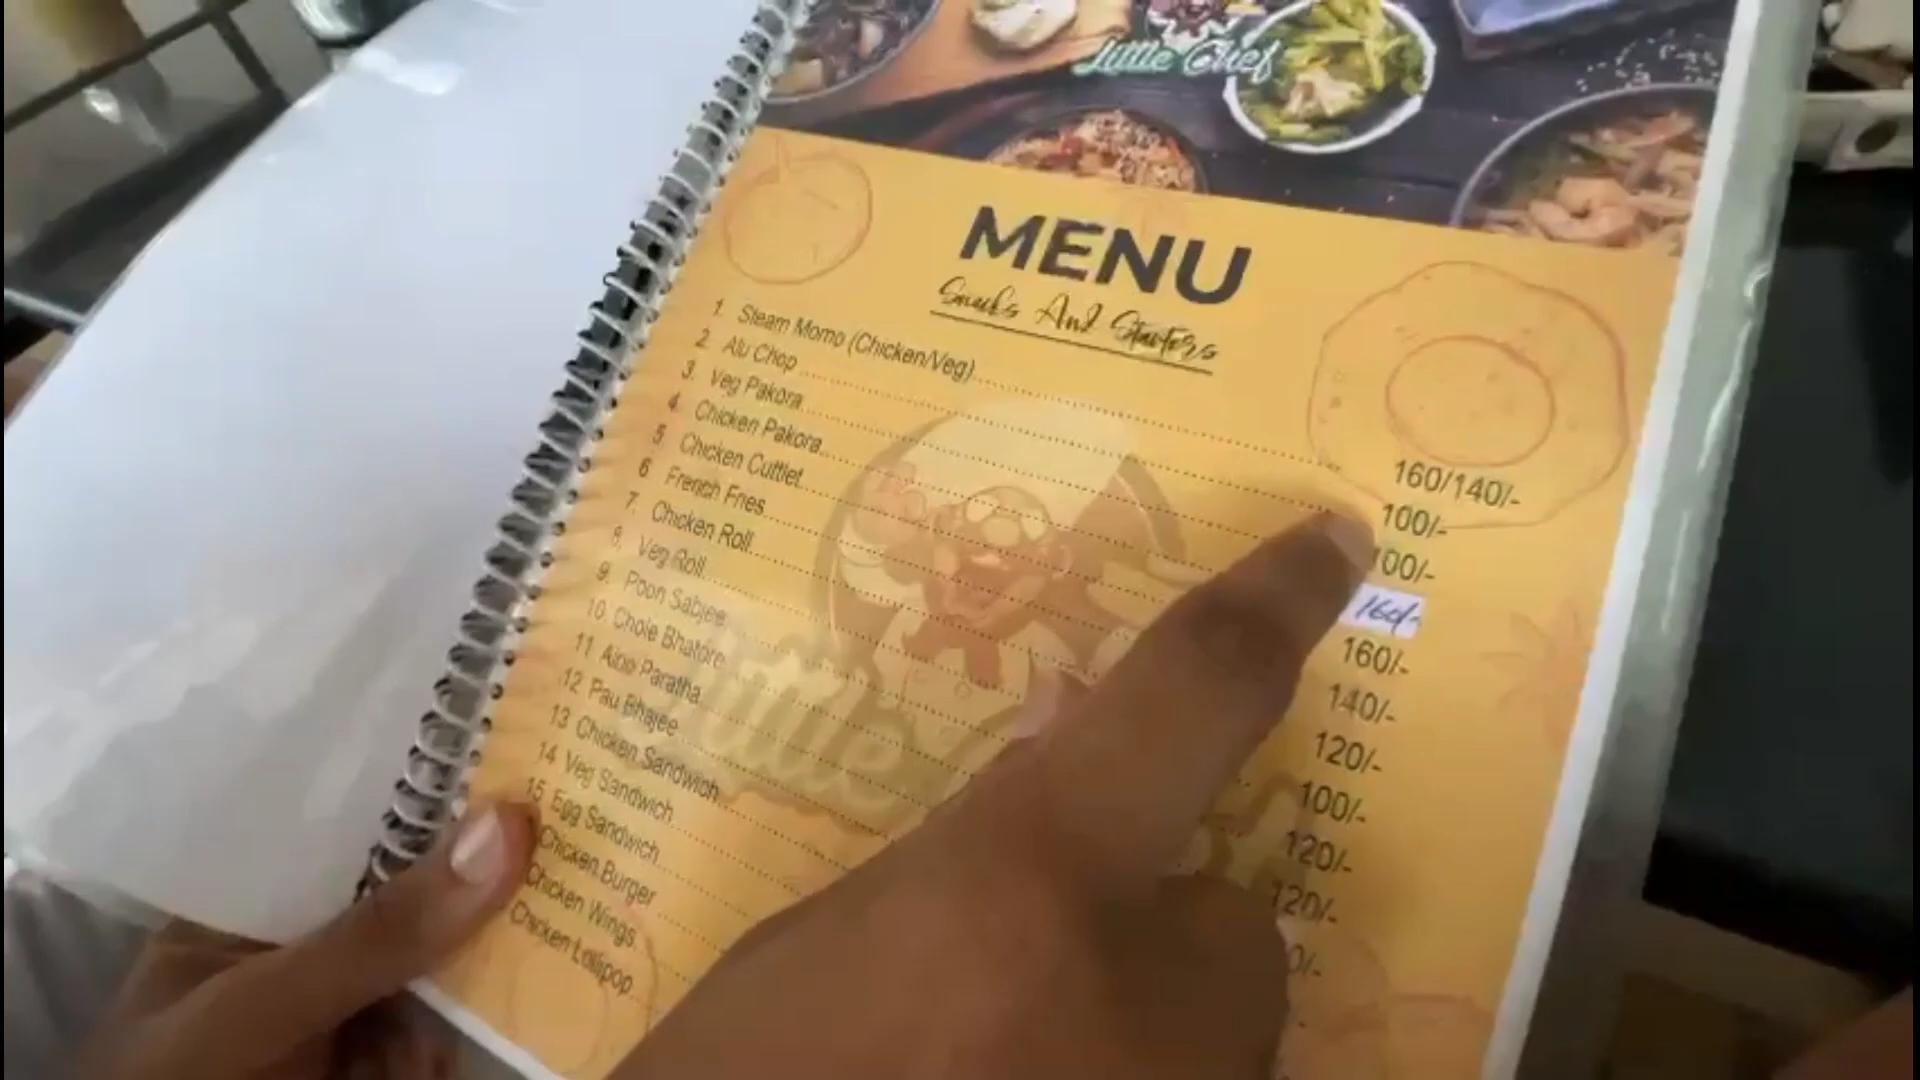 Little Chef
MENU
Snacks And Starters
1. Steam Momo (Chicken/Veg) 160/140/-
2. Alu Chop 100/-
3. Veg Pakora 100/-
4. Chicken Pakora 160/-
5 Chicken Cuttlet 160/-
6 French Fries 140/-
7. Chicken Roll 120/-
8. Veg Roll 100/-
9. Poori Sabjee 120/-
10. Chole Bhatore 120/-
11 Aloo Paratha 0/-
12 Pau Bhajee
13 Chicken Sandwich
14 Veg Sandwich
15 Egg Sandwich
Chicken Burger
Chicken Wings
Chicken Lollipop
Little